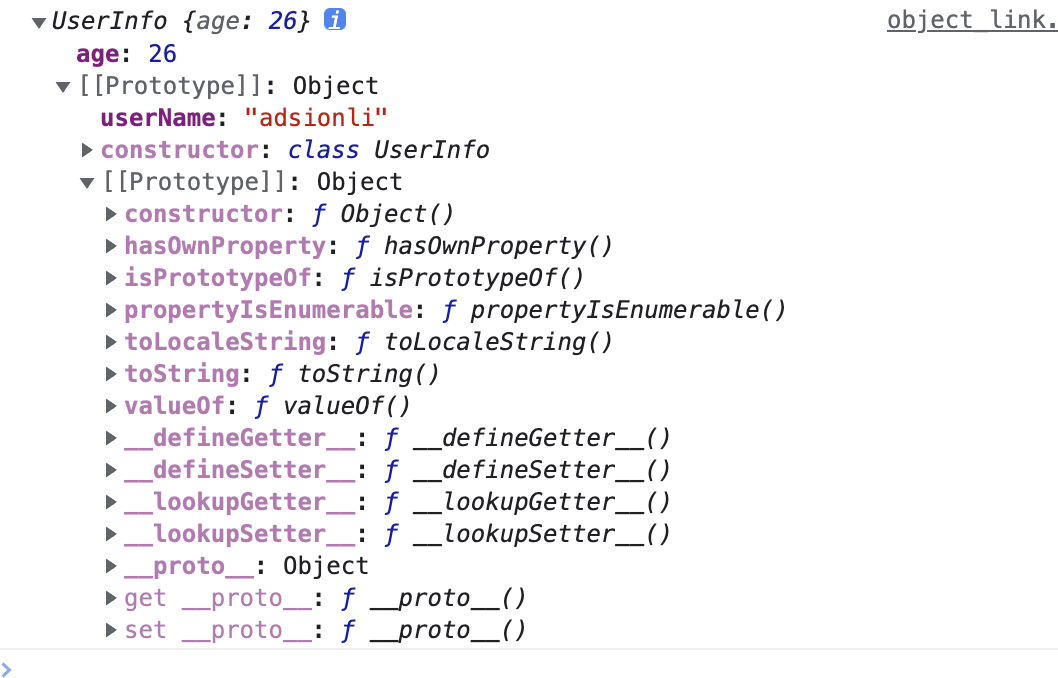 ▼UserInfo {age: 26} i object_link.
age: 26
▼[[Prototype]]: Object
userName: "adsionli"
▶constructor: class UserInfo
▼[[Prototype]]: Object
▶constructor: ƒ Object()
▶hasOwnProperty: ƒ hasOwnProperty()
▶isPrototypeOf: ƒ isPrototypeOf()
▶propertyIsEnumerable: ƒ propertyIsEnumerable()
▶toLocaleString: ƒ toLocaleString()
▶toString: ƒ toString()
▶valueOf: ƒ valueOf()
▶__defineGetter__: ƒ __defineGetter__()
▶__defineSetter__: ƒ __defineSetter__()
▶__lookupGetter__: ƒ __lookupGetter__()
▶__lookupSetter__: ƒ __lookupSetter__()
▶__proto__: Object
▶get __proto__: ƒ __proto__()
▶set __proto__: ƒ __proto__()